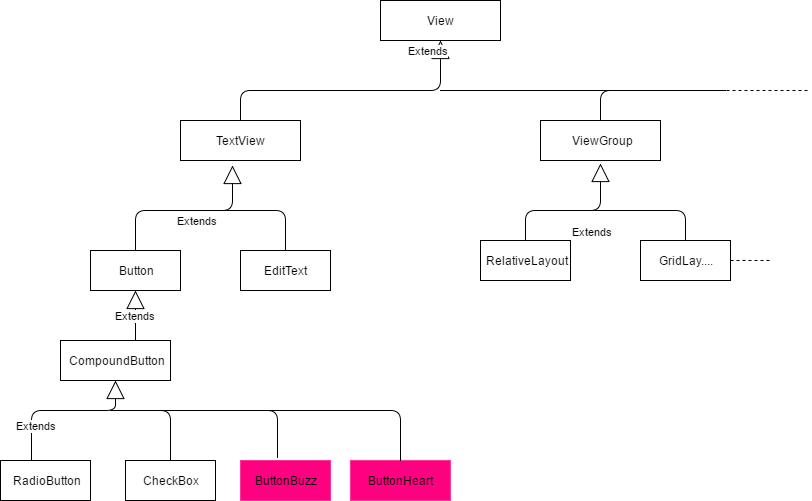 View
Extends
TextView
ViewGroup
Extends
Extends
Button
EditText
RelativeLayout
GridLay....
Extends
CompoundButton
Extends
RadioButton
CheckBox
ButtonBuzz
ButtonHeart